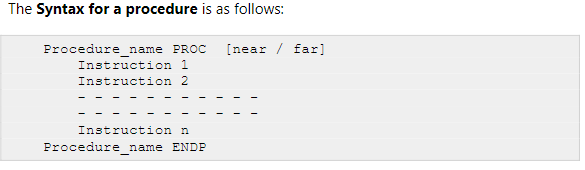 The Syntax for a procedure is as follows:
Procedure_name PROC [near / far]
Instruction 1
Instruction 2
- - - - - - - - - - -
- - - - - - - - - - -
Instruction n
Procedure_name ENDP